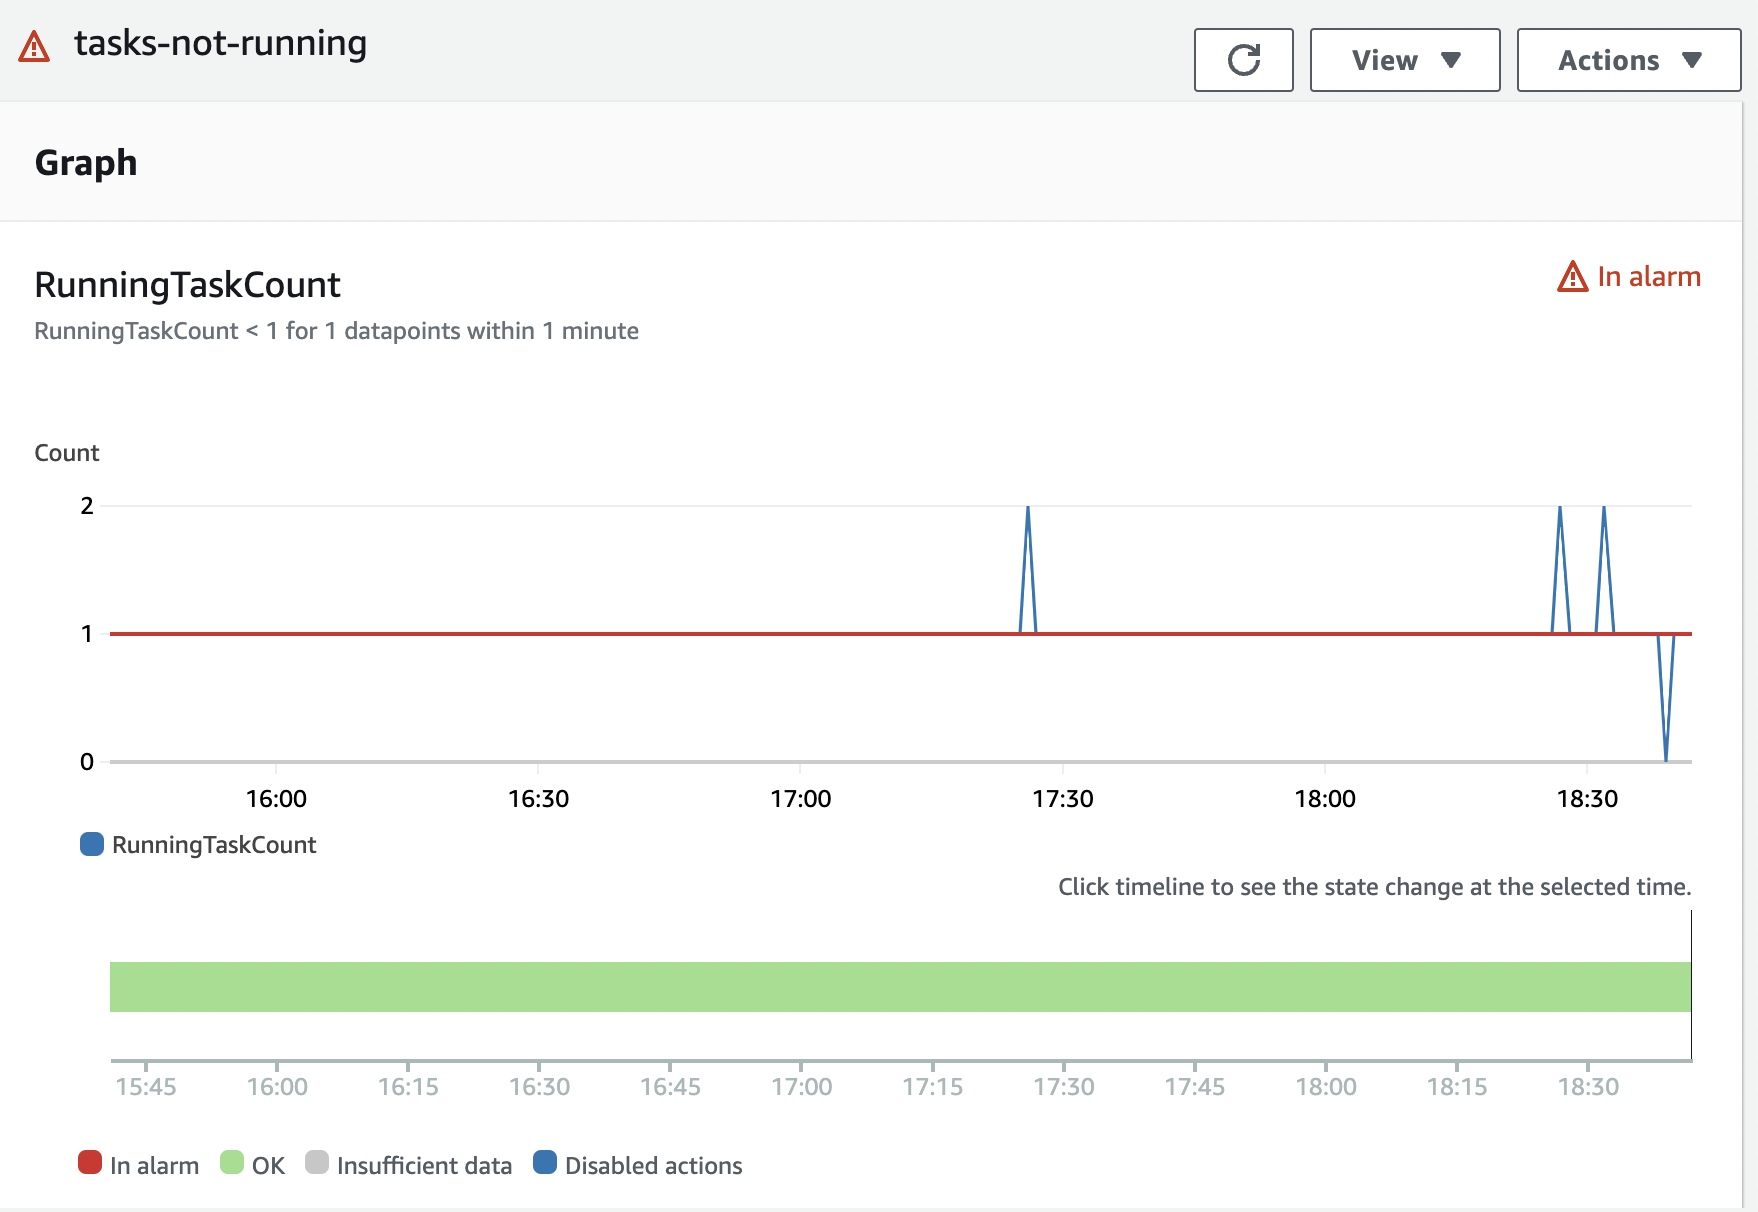 tasks-not-running
View
Actions
Graph
RunningTaskCount
In alarm
RunningTaskCount < 1 for 1 datapoints within 1 minute
Count
2
1
0
16:00 16:30 17:00 17:30 18:00 18:30
RunningTaskCount
Click timeline to see the state change at the selected time.
15:45 16:00 16:15 16:30 16:45 17:00 17:15 17:30 17:45 18:00 18:15 18:30
In alarm OK Insufficient data Disabled actions